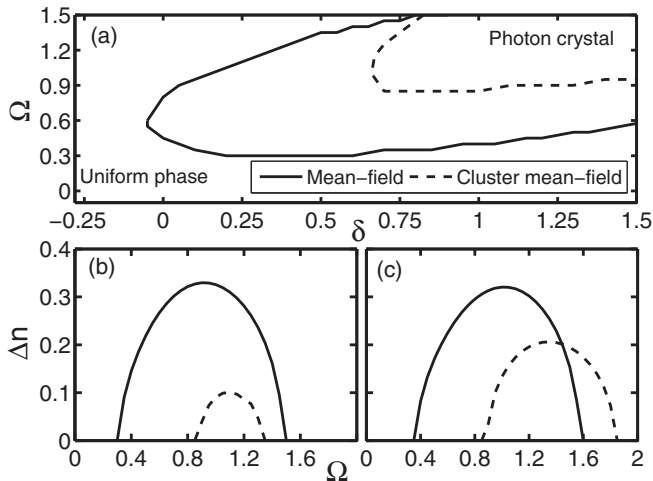 1.5
(a)
Photon crystal
1.2
Ω 0.9
0.6
0.3
Uniform phase
Mean−field
Cluster mean−field
0
−0.25 0 0.25 0.5 0.75 1 1.25 1.5
δ
0.4
(b)
(c)
0.3
Δn 0.2
0.1
0
0 0.4 0.8 1.2 1.6 0 0.4 0.8 1.2 1.6 2
Ω